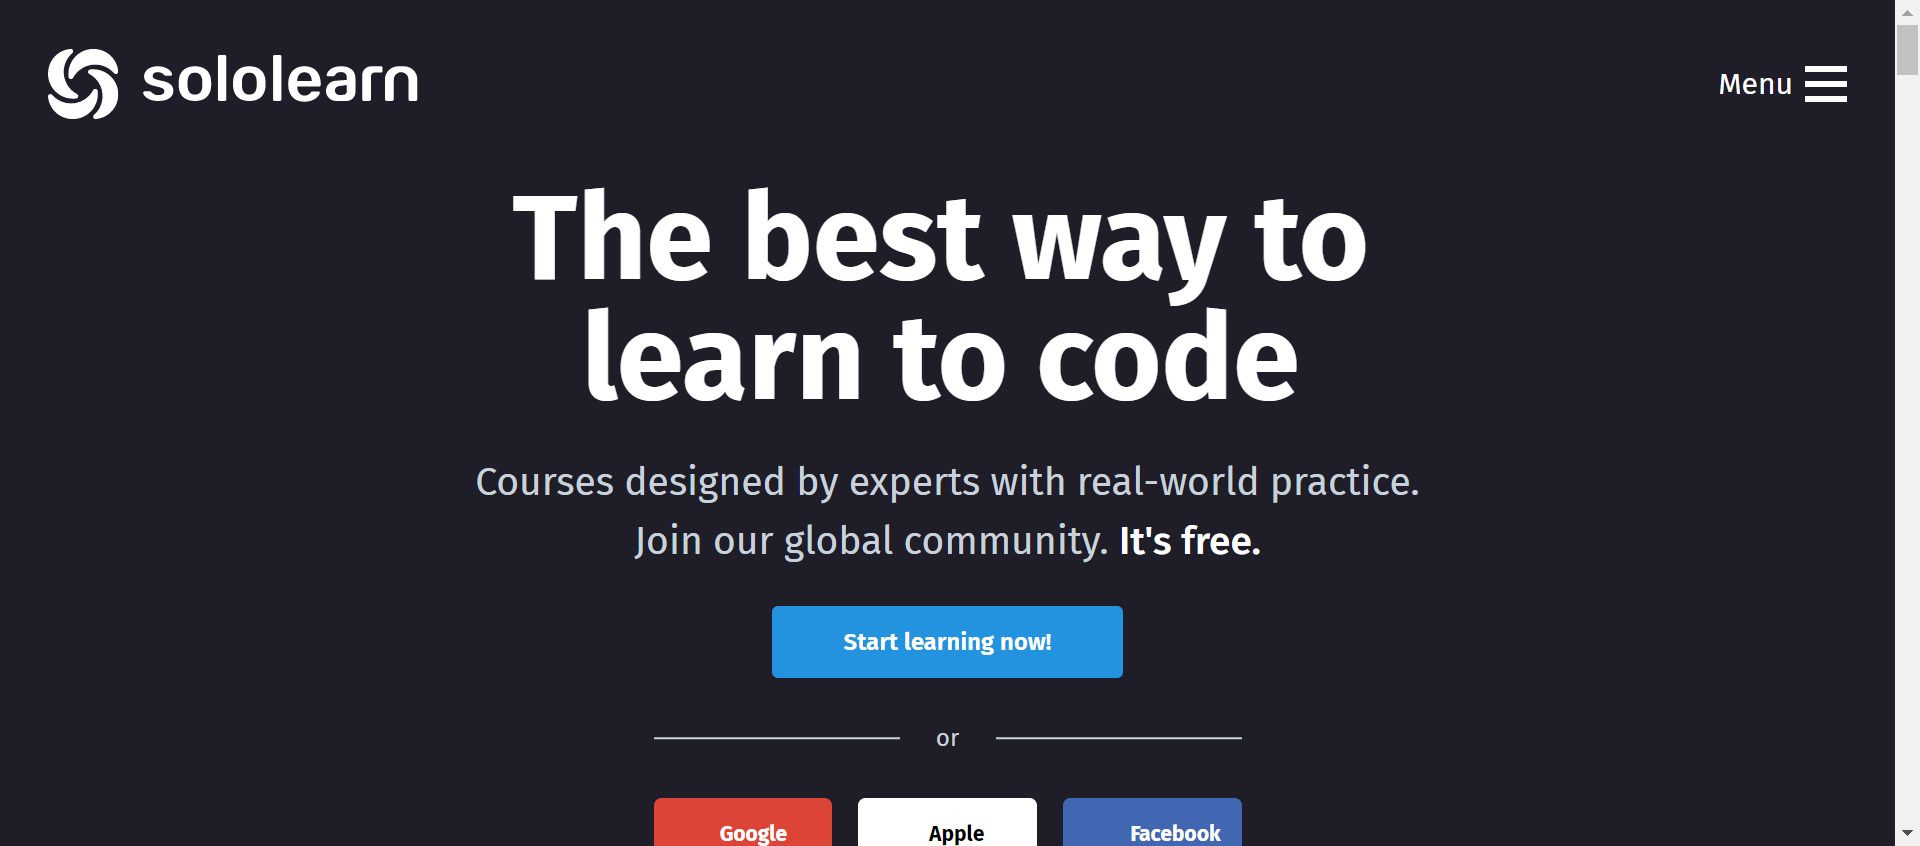 sololearn
Menu
The best way to
learn to code
Courses designed by experts with real-world practice.
Join our global community. It's free.
Start learning now!
or
Google
Apple
Facebook